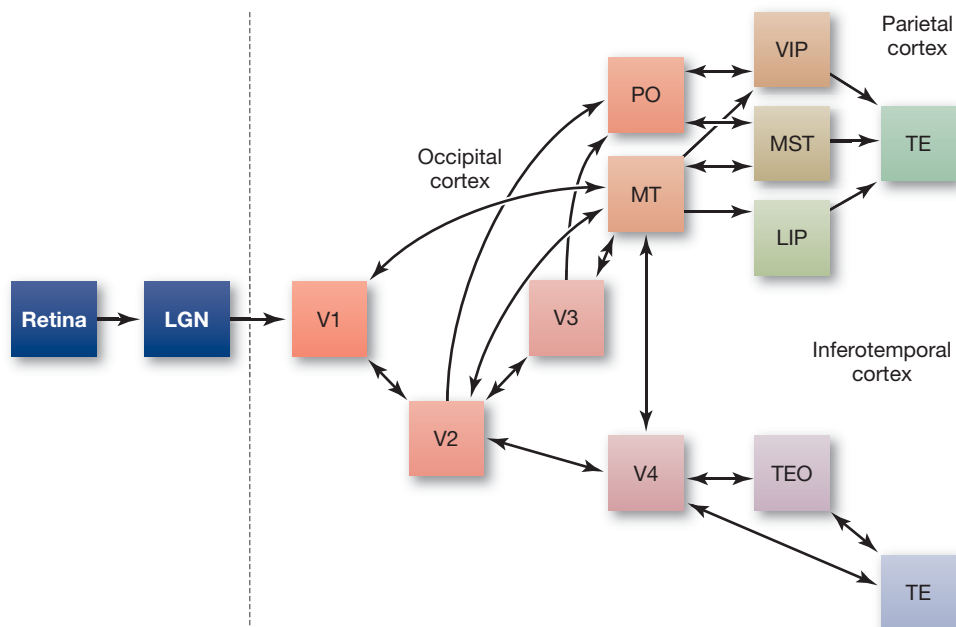 VIP
Parietal
cortex
PO
Occipital
cortex
MST
TE
MT
LIP
Retina
LGN
V1
V3
Inferotemporal
cortex
V2
V4
TEO
TE